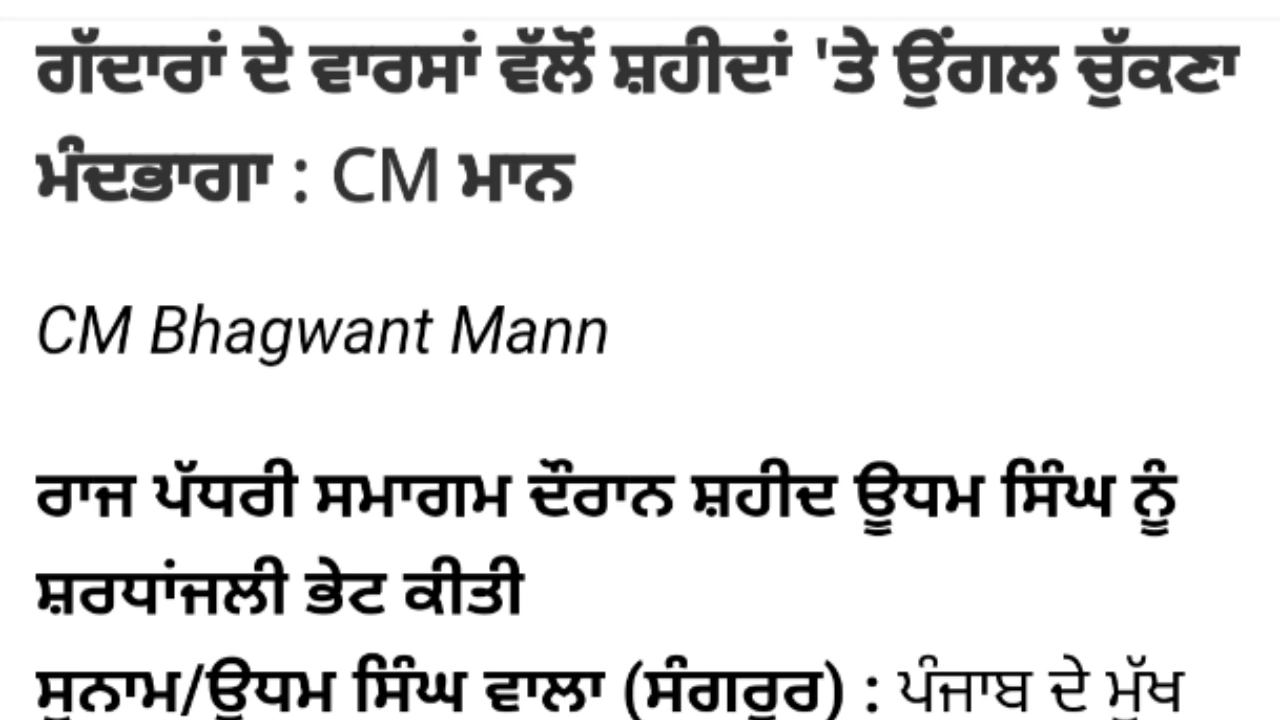 ਗੱਦਾਰਾਂ ਦੇ ਵਾਰਸਾਂ ਵੱਲੋਂ ਸ਼ਹੀਦਾਂ 'ਤੇ ਉਂਗਲ ਚੁੱਕਣਾ
ਮੰਦਭਾਗਾ : CM ਮਾਨ
CM Bhagwant Mann
ਰਾਜ ਪੱਧਰੀ ਸਮਾਗਮ ਦੌਰਾਨ ਸ਼ਹੀਦ ਊਧਮ ਸਿੰਘ ਨੂੰ
ਸ਼ਰਧਾਂਜਲੀ ਭੇਟ ਕੀਤੀ
ਸੁਨਾਮ/ਊਧਮ ਸਿੰਘ ਵਾਲਾ (ਸੰਗਰੂਰ) : ਪੰਜਾਬ ਦੇ ਮੁੱਖ